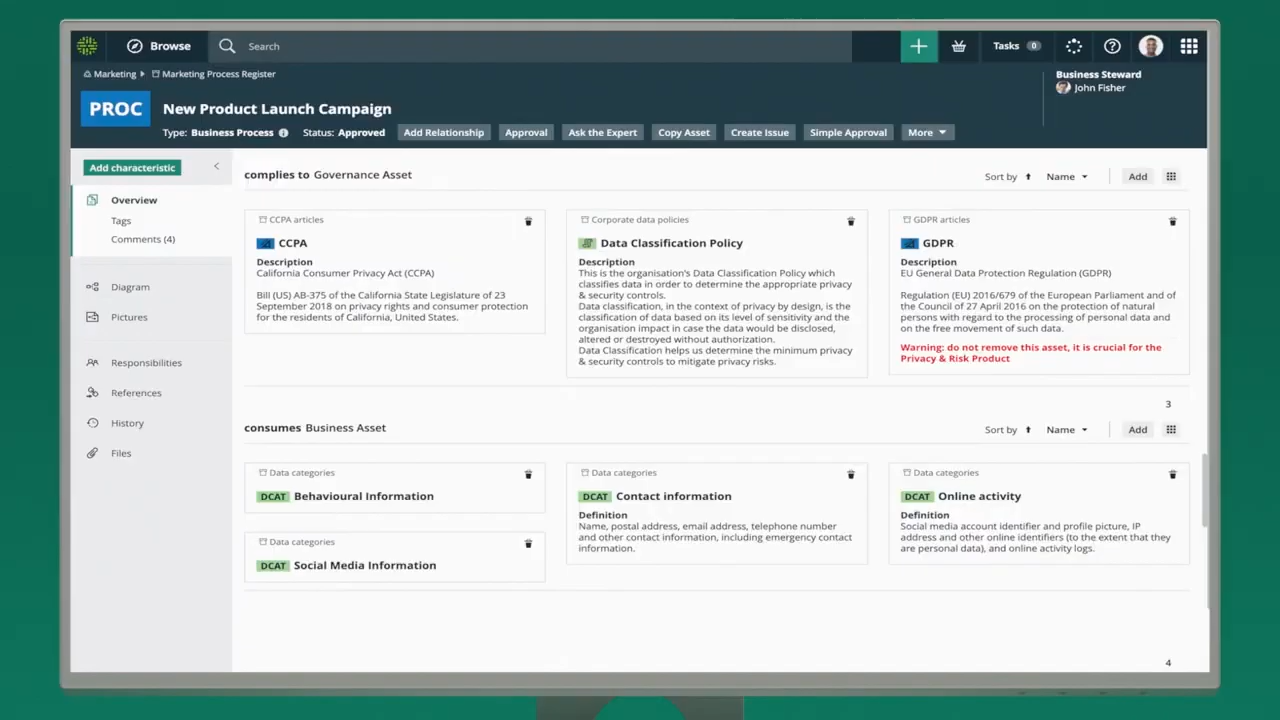 Browse
Search
Tasks 0
Marketing
Marketing Process Register
Business Steward
John Fisher
PROC
New Product Launch Campaign
Type: Business Process
Status: Approved
Add Relationship
Approval
Ask the Expert
Copy Asset
Create Issue
Simple Approval
More
Add characteristic
Overview
Tags
Comments (4)
Diagram
Pictures
Responsibilities
References
History
Files
complies to Governance Asset
Sort by
Name
Add
CCPA articles
CCPA
Description
California Consumer Privacy Act (CCPA)
Bill (US) AB-375 of the California State Legislature of 23
September 2018 on privacy rights and consumer protection
for the residents of California, United States.
Corporate data policies
Data Classification Policy
Description
This is the organisation's Data Classification Policy which
classifies data in order to determine the appropriate privacy
& security controls.
Data classification, in the context of privacy by design, is the
classification of data based on its level of sensitivity and the
organisation impact in case the data would be disclosed,
altered or destroyed without authorization.
Data Classification helps us determine the minimum privacy
& security controls to mitigate privacy risks.
GDPR articles
GDPR
Description
EU General Data Protection Regulation (GDPR)
Regulation (EU) 2016/679 of the European Parliament and of
the Council of 27 April 2016 on the protection of natural
persons with regard to the processing of personal data and
on the free movement of such data.
Warning: do not remove this asset, it is crucial for the
Privacy & Risk Product
3
consumes Business Asset
Sort by
Name
Add
Data categories
DCAT Behavioural Information
Data categories
DCAT Social Media Information
Data categories
DCAT Contact information
Definition
Name, postal address, email address, telephone number
and other contact information, including emergency contact
information.
Data categories
DCAT Online activity
Definition
Social media account identifier and profile picture, IP
address and other online identifiers (to the extent that they
are personal data), and online activity logs.
4